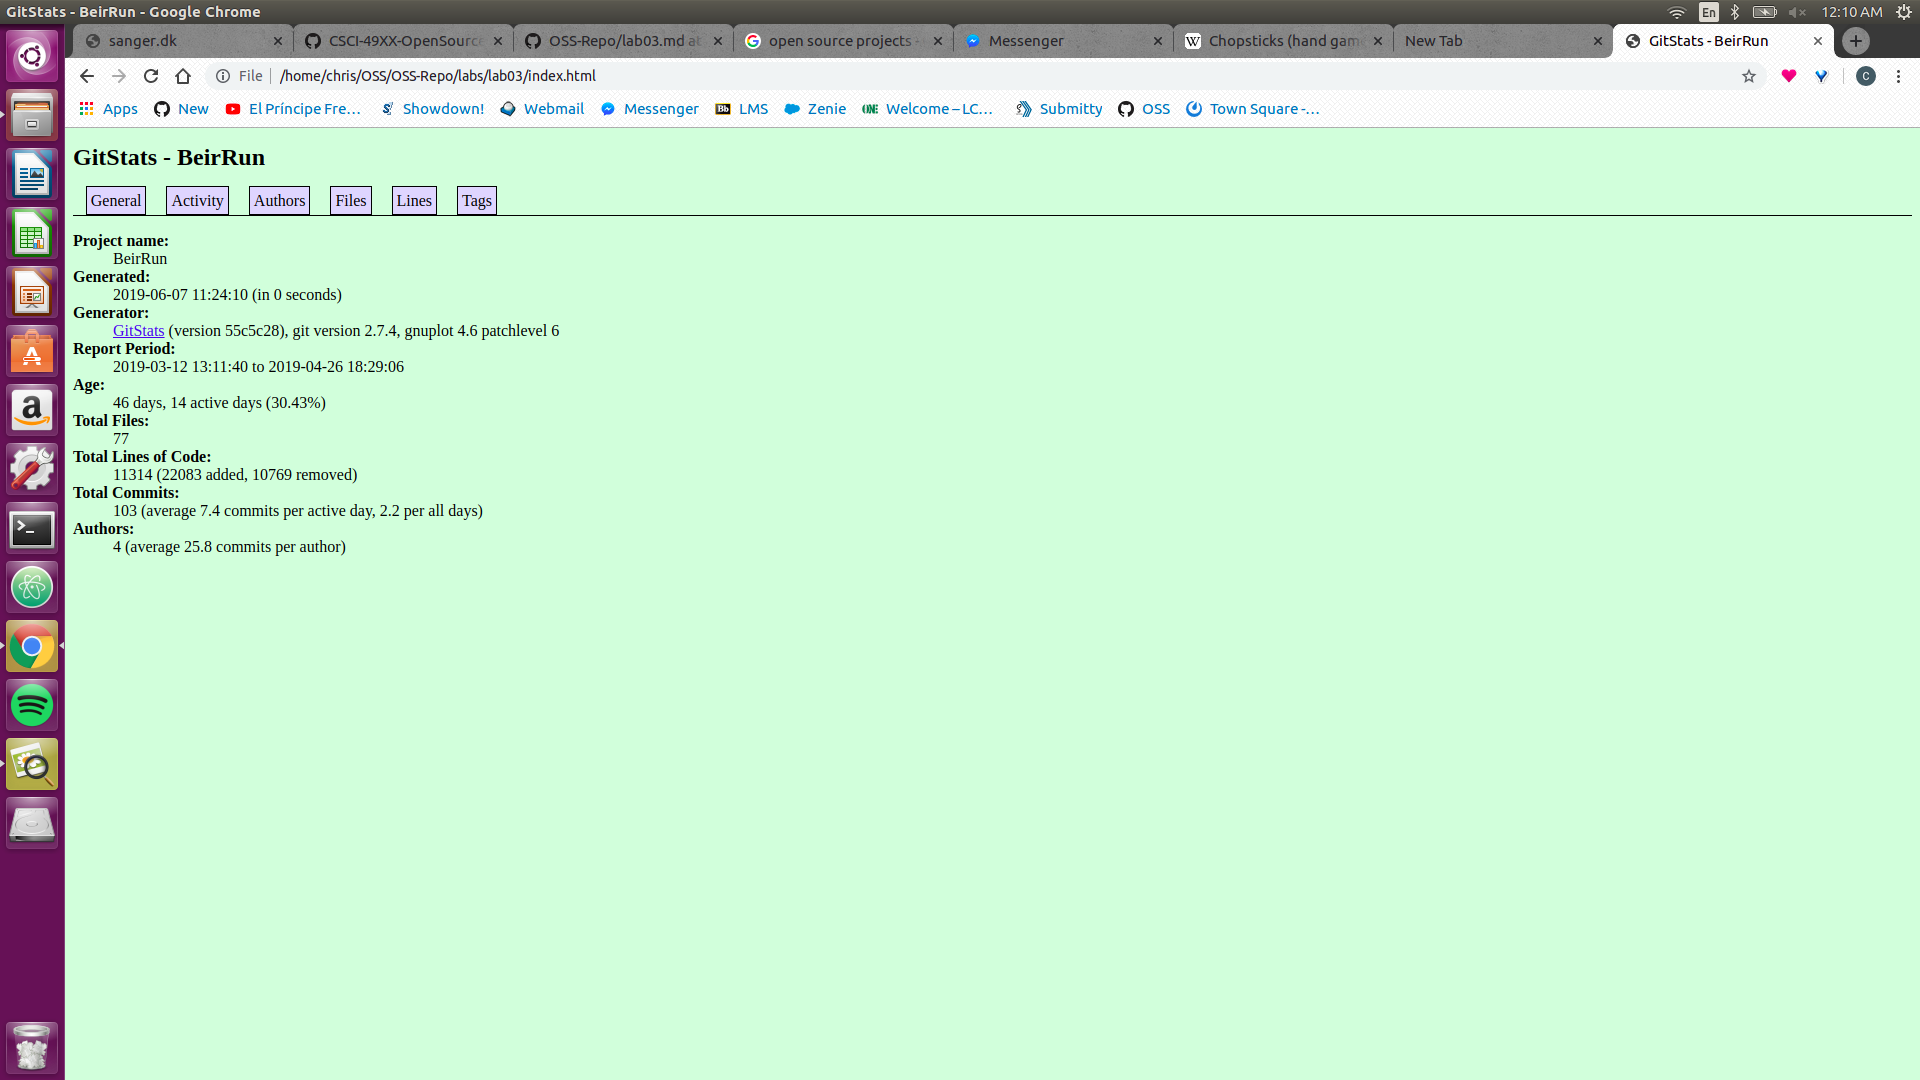 GitStats - BeirRun - Google Chrome
En
12:10 AM
sanger.dk
CSCI-49XX-OpenSource
OSS-Repo/lab03.md at
open source projects -
Messenger
Chopsticks (hand game
New Tab
GitStats - BeirRun
File
/home/chris/OSS/OSS-Repo/labs/lab03/index.html
C
Apps
New
El Príncipe Fre…
Showdown!
Webmail
Messenger
Bb
LMS
Zenie
Welcome – LC…
Submitty
OSS
Town Square -…
GitStats - BeirRun
General
Activity
Authors
Files
Lines
Tags
Project name:
BeirRun
Generated:
2019-06-07 11:24:10 (in 0 seconds)
Generator:
GitStats (version 55c5c28), git version 2.7.4, gnuplot 4.6 patchlevel 6
Report Period:
2019-03-12 13:11:40 to 2019-04-26 18:29:06
Age:
46 days, 14 active days (30.43%)
Total Files:
77
Total Lines of Code:
11314 (22083 added, 10769 removed)
Total Commits:
103 (average 7.4 commits per active day, 2.2 per all days)
Authors:
4 (average 25.8 commits per author)